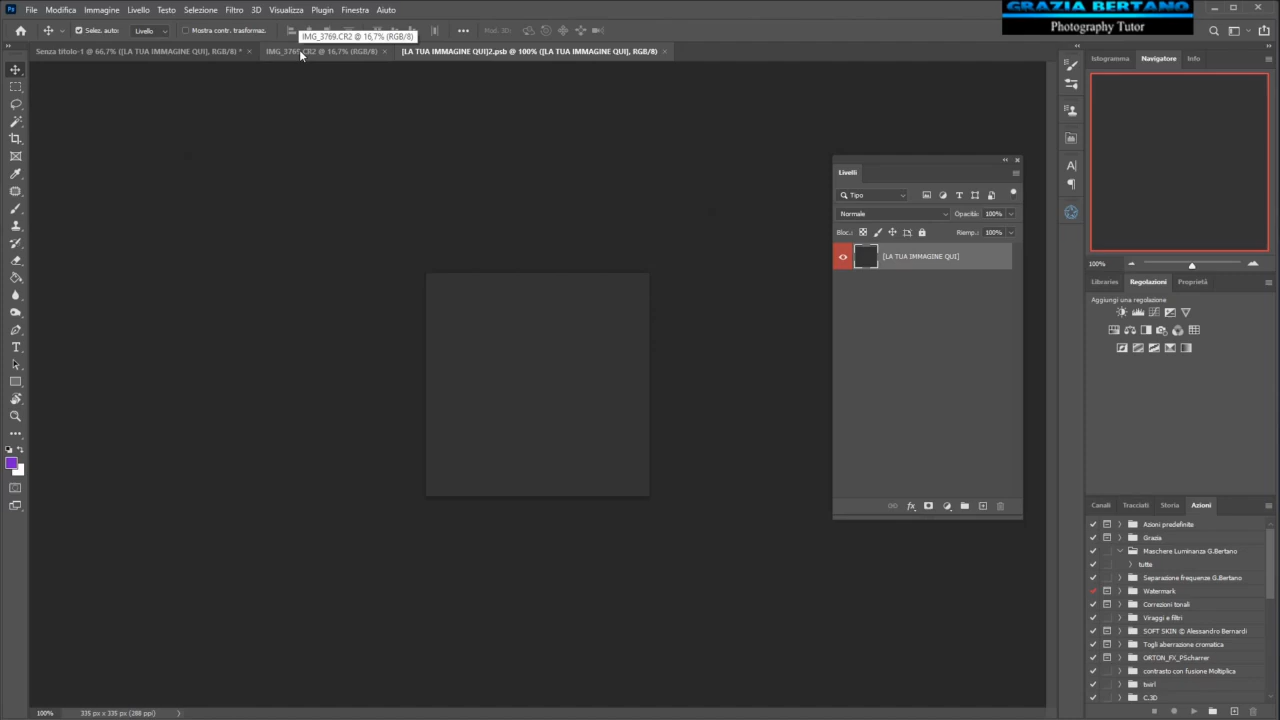 GRAZIA BERTANO
Photography Tutor
File Modifica Immagine Livello Testo Selezione Filtro 3D Visualizza Plugin Finestra Aiuto
Selez. auto: Livello Mostra contr. trasformaz. Mod. 3D:
IMG_3769.CR2 @ 16,7% (RGB/8)
Senza titolo-1 @ 66,7% ([LA TUA IMMAGINE QUI], RGB/8) * × IMG_3769.CR2 @ 16,7% (RGB/8) × [LA TUA IMMAGINE QUI]2.psb @ 100% ([LA TUA IMMAGINE QUI], RGB/8) ×
Istogramma Navigatore Info
100%
Livelli
Tipo
Normale Opacità: 100%
Bloc.: Riemp.: 100%
[LA TUA IMMAGINE QUI]
Libraries Regolazioni Proprietà
Aggiungi una regolazione
Canali Tracciati Storia Azioni
Azioni predefinite
Grazia
Maschere Luminanza G.Bertano
tutte
Separazione frequenze G.Bertano
Watermark
Correzioni tonali
Viraggi e filtri
SOFT SKIN © Alessandro Bernardi
Togli aberrazione cromatica
ORTON_FX_PScharrer
contrasto con fusione Moltiplica
twirl
C.3D
100% 335 px x 335 px (288 ppi)